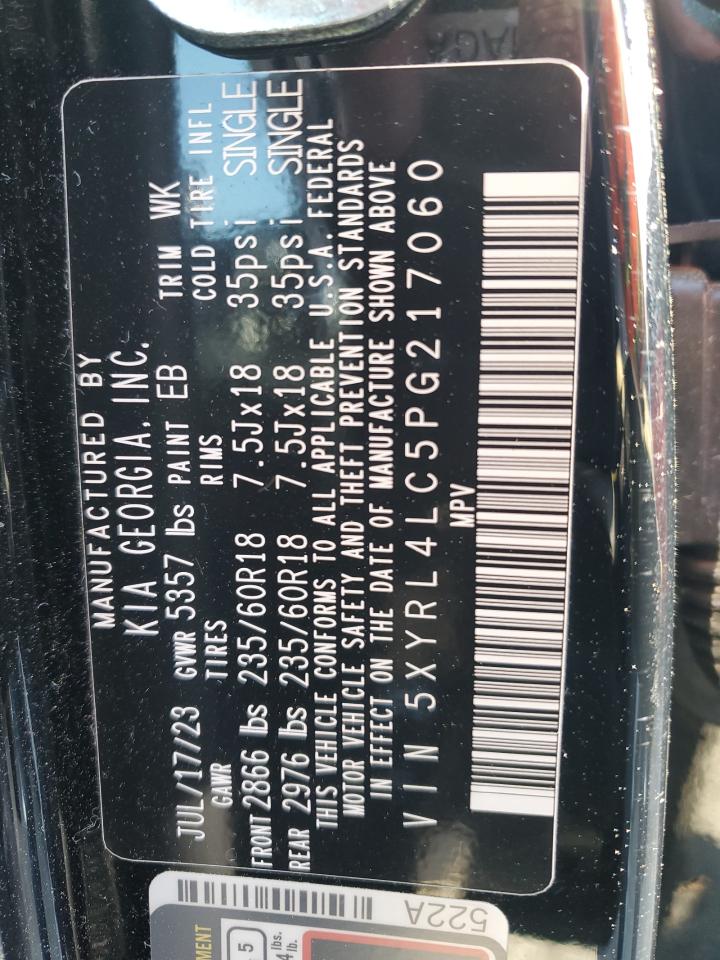 MANUFACTURED BY
KIA GEORGIA, INC.
JUL/17/23 GVWR 5357 lbs PAINT EB TRIM WK
GAWR TIRES RIMS COLD TIRE INFL
FRONT 2866 lbs 235/60R18 7.5Jx18 35psi SINGLE
REAR 2976 lbs 235/60R18 7.5Jx18 35psi SINGLE
THIS VEHICLE CONFORMS TO ALL APPLICABLE U.S.A. FEDERAL
MOTOR VEHICLE SAFETY AND THEFT PREVENTION STANDARDS
IN EFFECT ON THE DATE OF MANUFACTURE SHOWN ABOVE
VIN 5XYRL4LC5PG217060
MPV
522A
5
lbs.
lb.